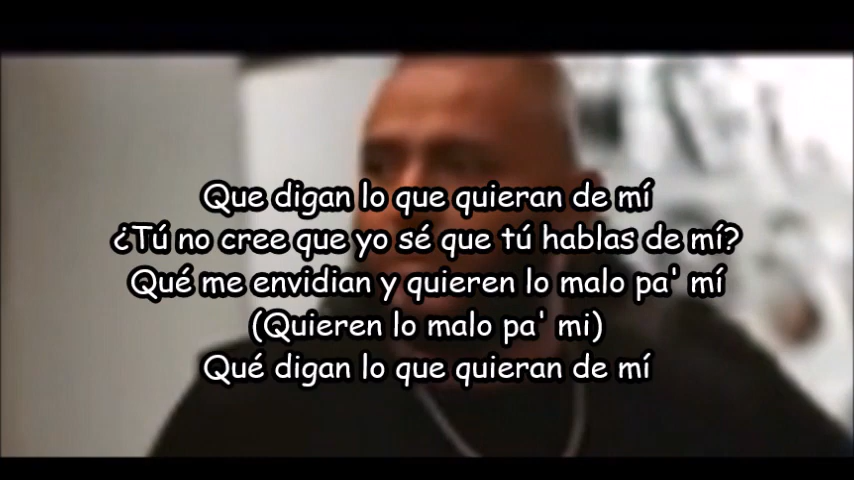 Que digan lo que quieran de mí
¿Tú no cree que yo sé que tú hablas de mí?
Qué me envidian y quieren lo malo pa' mí
(Quieren lo malo pa' mi)
Qué digan lo que quieran de mí